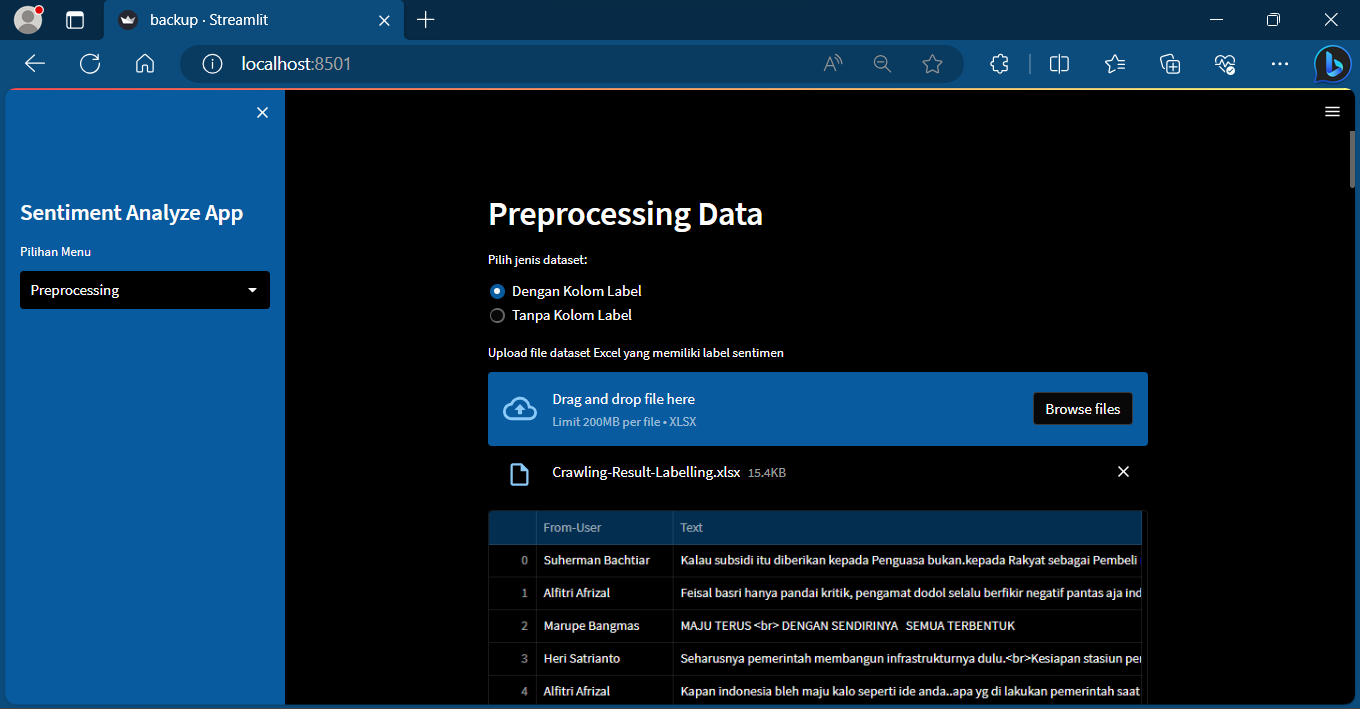 backup · Streamlit
localhost:8501
Sentiment Analyze App
Pilihan Menu
Preprocessing
Preprocessing Data
Pilih jenis dataset:
Dengan Kolom Label
Tanpa Kolom Label
Upload file dataset Excel yang memiliki label sentimen
Drag and drop file here
Limit 200MB per file • XLSX
Browse files
Crawling-Result-Labelling.xlsx 15.4KB
From-User Text
0 Suherman Bachtiar Kalau subsidi itu diberikan kepada Penguasa bukan.kepada Rakyat sebagai Pembeli
1 Alfitri Afrizal Feisal basri hanya pandai kritik, pengamat dodol selalu berfikir negatif pantas aja ind
2 Marupe Bangmas MAJU TERUS <br> DENGAN SENDIRINYA SEMUA TERBENTUK
3 Heri Satrianto Seharusnya pemerintah membangun infrastrukturnya dulu.<br>Kesiapan stasiun per
4 Alfitri Afrizal Kapan indonesia bleh maju kalo seperti ide anda..apa yg di lakukan pemerintah saat